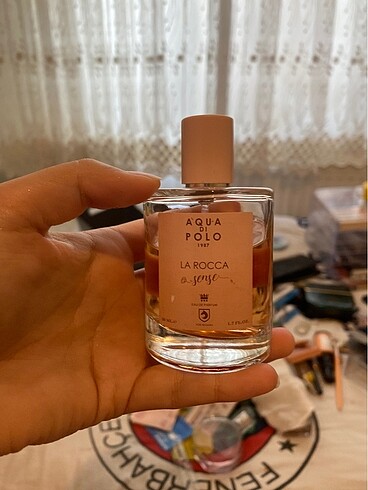 AQUA
DI
POLO
1987
LA ROCCA
sense
EAU DE PARFUM
FENERBAHÇE